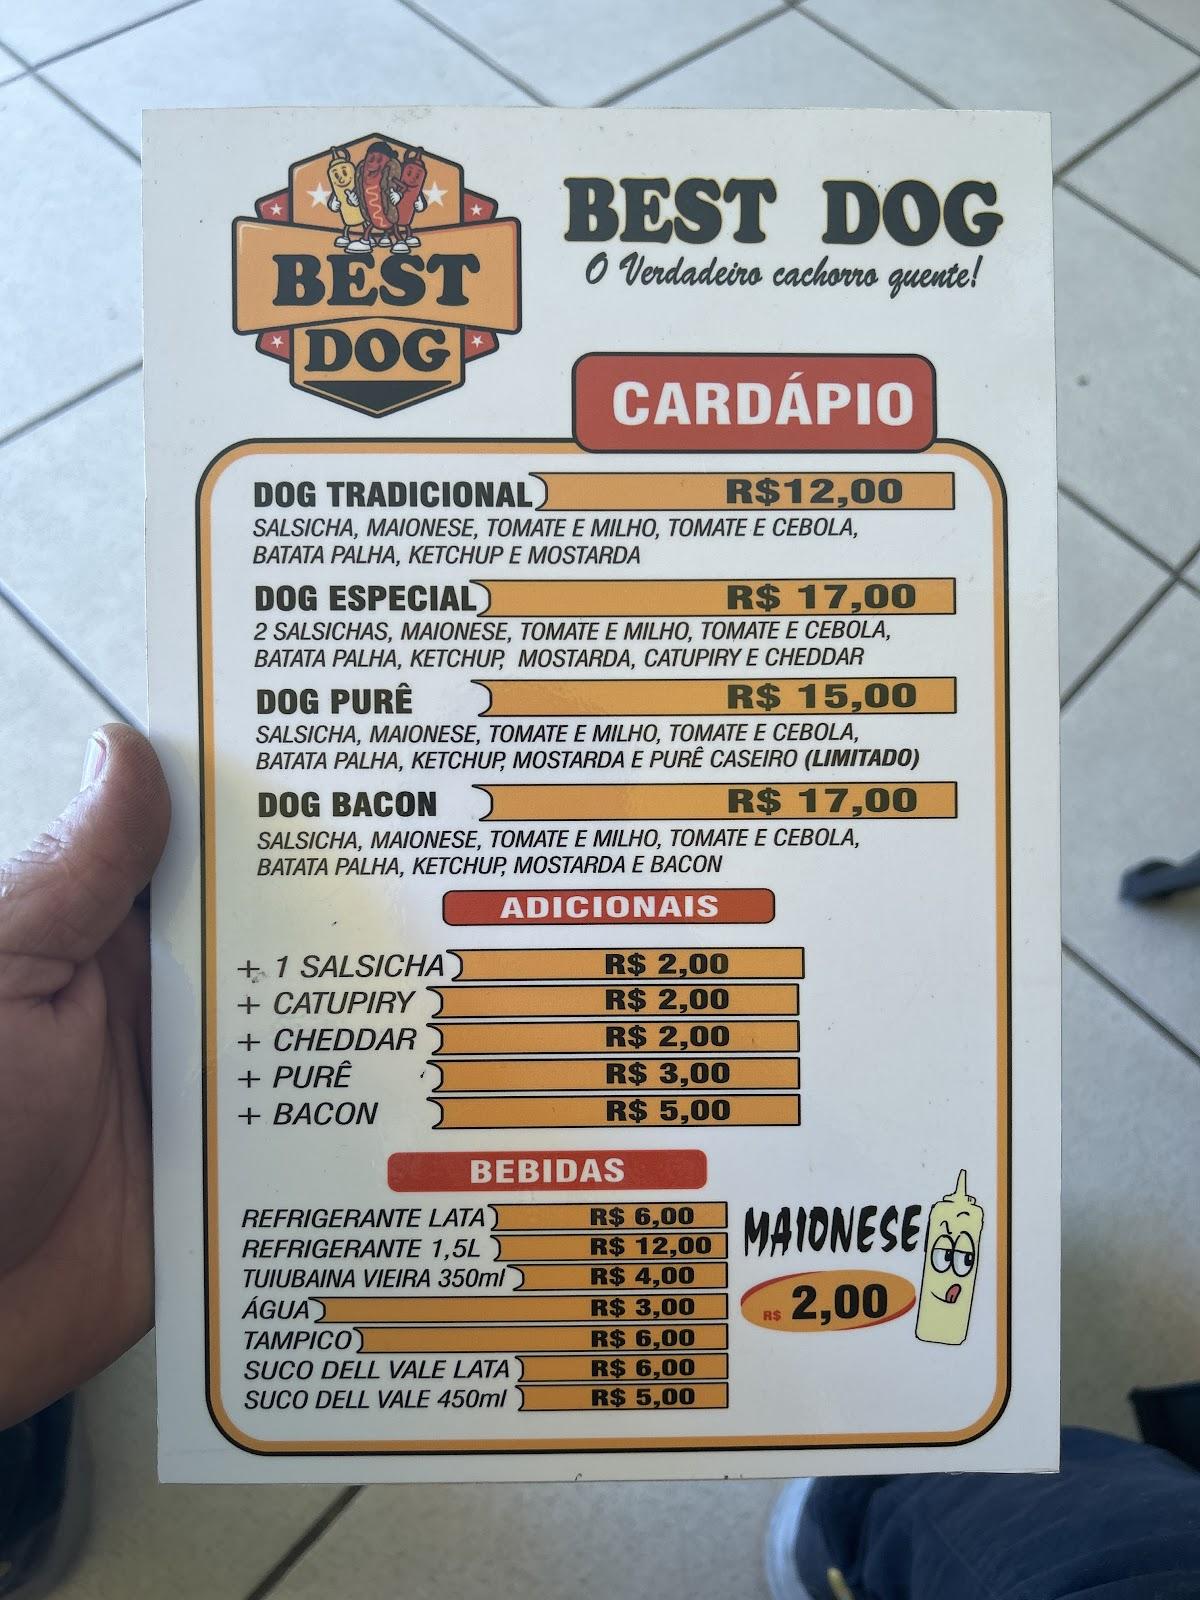 BEST
DOG
BEST DOG
O Verdadeiro cachorro quente!
CARDÁPIO
DOG TRADICIONAL R$12,00
SALSICHA, MAIONESE, TOMATE E MILHO, TOMATE E CEBOLA,
BATATA PALHA, KETCHUP E MOSTARDA
DOG ESPECIAL R$ 17,00
2 SALSICHAS, MAIONESE, TOMATE E MILHO, TOMATE E CEBOLA,
BATATA PALHA, KETCHUP, MOSTARDA, CATUPIRY E CHEDDAR
DOG PURÊ R$ 15,00
SALSICHA, MAIONESE, TOMATE E MILHO, TOMATE E CEBOLA,
BATATA PALHA, KETCHUP, MOSTARDA E PURÊ CASEIRO (LIMITADO)
DOG BACON R$ 17,00
SALSICHA, MAIONESE, TOMATE E MILHO, TOMATE E CEBOLA,
BATATA PALHA, KETCHUP, MOSTARDA E BACON
ADICIONAIS
+ 1 SALSICHA R$ 2,00
+ CATUPIRY R$ 2,00
+ CHEDDAR R$ 2,00
+ PURÊ R$ 3,00
+ BACON R$ 5,00
BEBIDAS
REFRIGERANTE LATA R$ 6,00
REFRIGERANTE 1,5L R$ 12,00
TUIUBAINA VIEIRA 350ml R$ 4,00
ÁGUA R$ 3,00
TAMPICO R$ 6,00
SUCO DELL VALE LATA R$ 6,00
SUCO DELL VALE 450ml R$ 5,00
MAIONESE
R$ 2,00